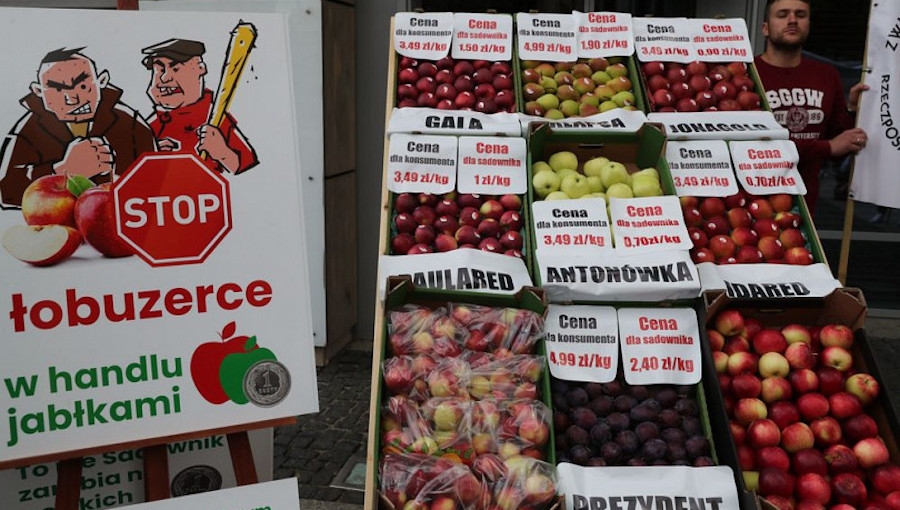 STOP
łobuzerce
w handlu
jabłkami
To nie Sadownik
zarabia na
Cena
dla konsumenta
3,49 zł/kg
Cena
dla sadownika
1.50 zł/kg
Cena
dla konsumenta
4,99 zł/kg
Cena
dla sadownika
1,90 zł/kg
Cena
dla konsumenta
3,49 zł/kg
Cena
dla sadownika
0,90 zł/kg
GALA
JONAGOLD
Cena
dla konsumenta
3,49 zł/kg
Cena
dla sadownika
1 zł/kg
Cena
dla konsumenta
3,49 zł/kg
Cena
dla sadownika
0,70 zł/kg
Cena
dla konsumenta
3,49 zł/kg
Cena
dla sadownika
0,70 zł/kg
PAULARED
ANTONÓWKA
IDARED
Cena
dla konsumenta
4,99 zł/kg
Cena
dla sadownika
2,40 zł/kg
PREZYDENT
SGGW